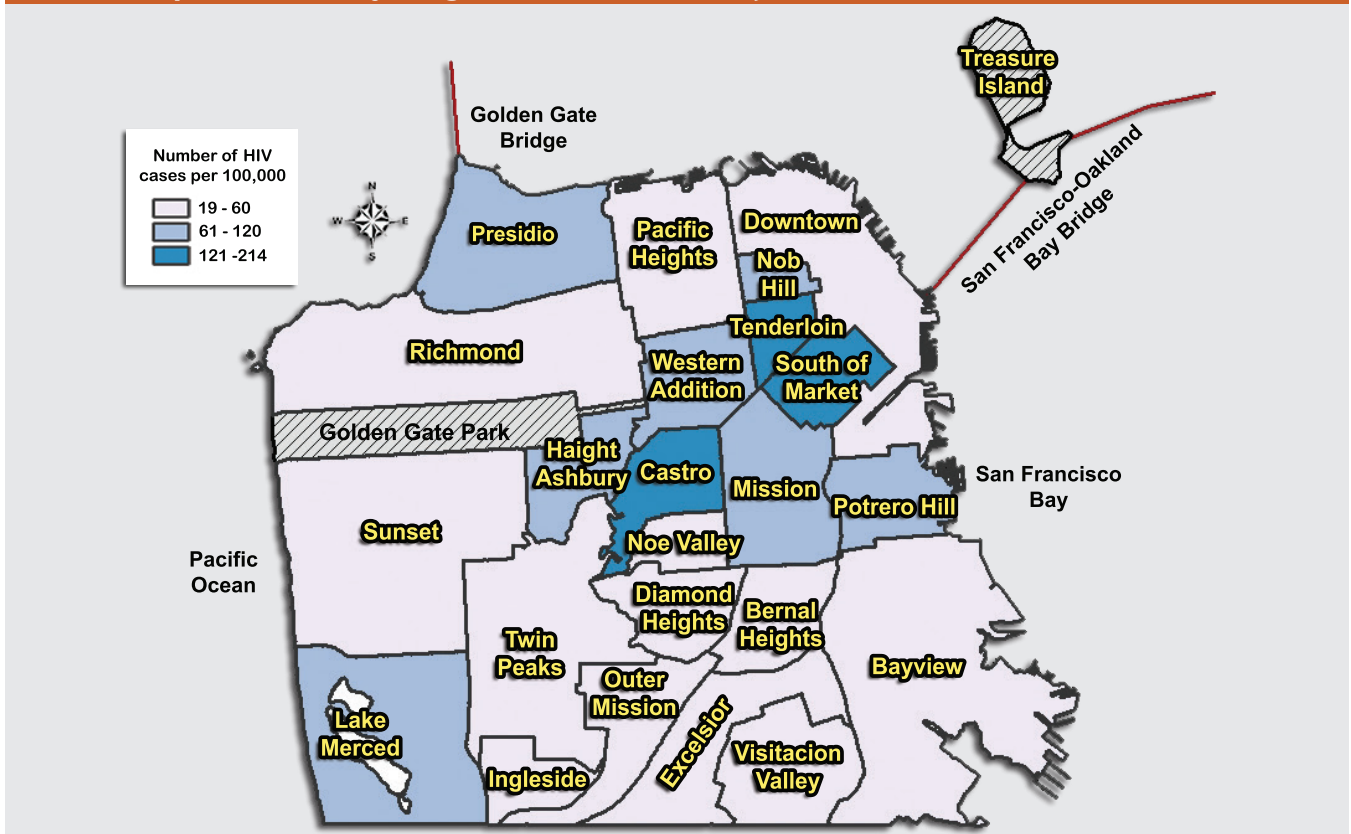 Treasure
Island
Golden Gate
Bridge
San Francisco-Oakland
Bay Bridge
Number of HIV
cases per 100,000
19 - 60
61 - 120
121 -214
N
W
E
S
Presidio
Pacific
Heights
Downtown
Nob
Hill
Tenderloin
Richmond
Western
Addition
South of
Market
Golden Gate Park
Haight
Ashbury
Castro
Mission
Potrero Hill
San Francisco
Bay
Sunset
Noe Valley
Pacific
Ocean
Diamond
Heights
Bernal
Heights
Twin
Peaks
Bayview
Outer
Mission
Excelsior
Lake
Merced
Ingleside
Visitacion
Valley